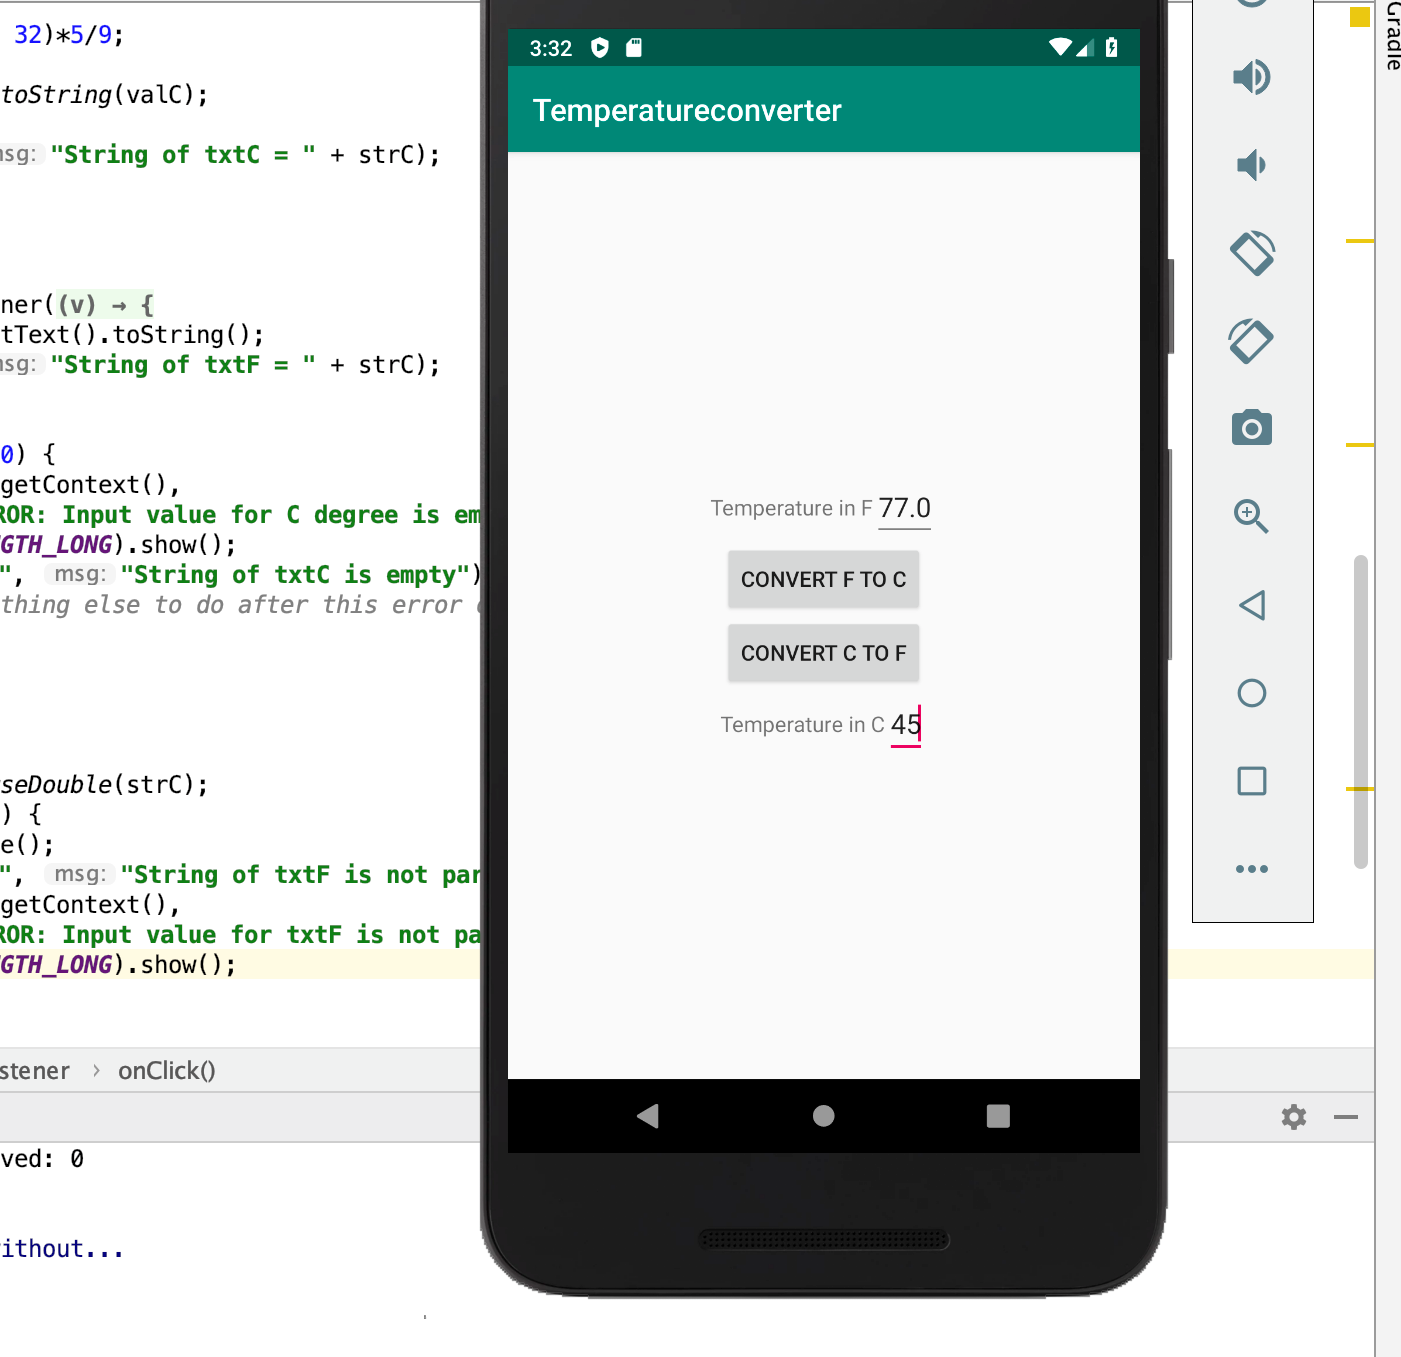 32)*5/9;
toString(valC);
msg: "String of txtC = " + strC);
ner((v) → {
tText().toString();
msg: "String of txtF = " + strC);
0) {
getContext(),
ROR: Input value for C degree is em
GTH_LONG).show();
", msg: "String of txtC is empty")
thing else to do after this error
seDouble(strC);
) {
e();
", msg: "String of txtF is not par
getContext(),
ROR: Input value for txtF is not pa
GTH_LONG).show();
stener › onClick()
ved: 0
ithout...
3:32
Temperatureconverter
Temperature in F 77.0
CONVERT F TO C
CONVERT C TO F
Temperature in C 45
Gradle